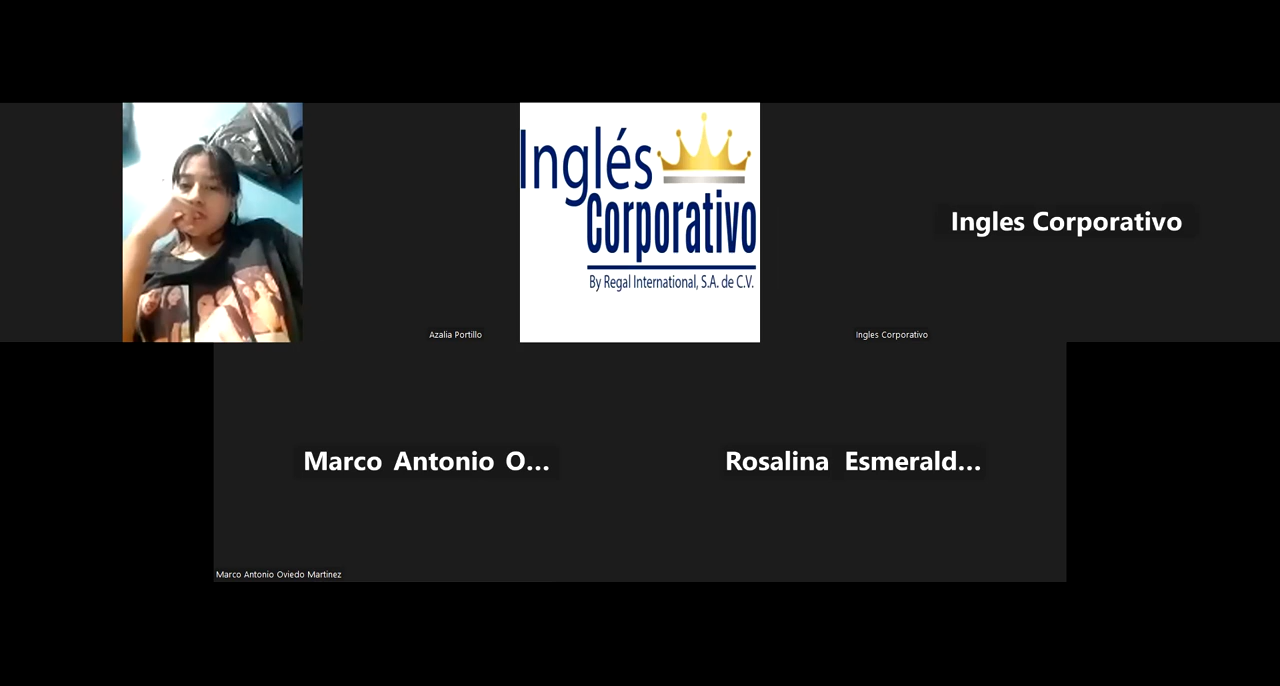 Inglés
Corporativo
By Regal International, S.A. de C.V.
Ingles Corporativo
Azalia Portillo
Ingles Corporativo
Marco Antonio O...
Rosalina Esmerald...
Marco Antonio Oviedo Martinez